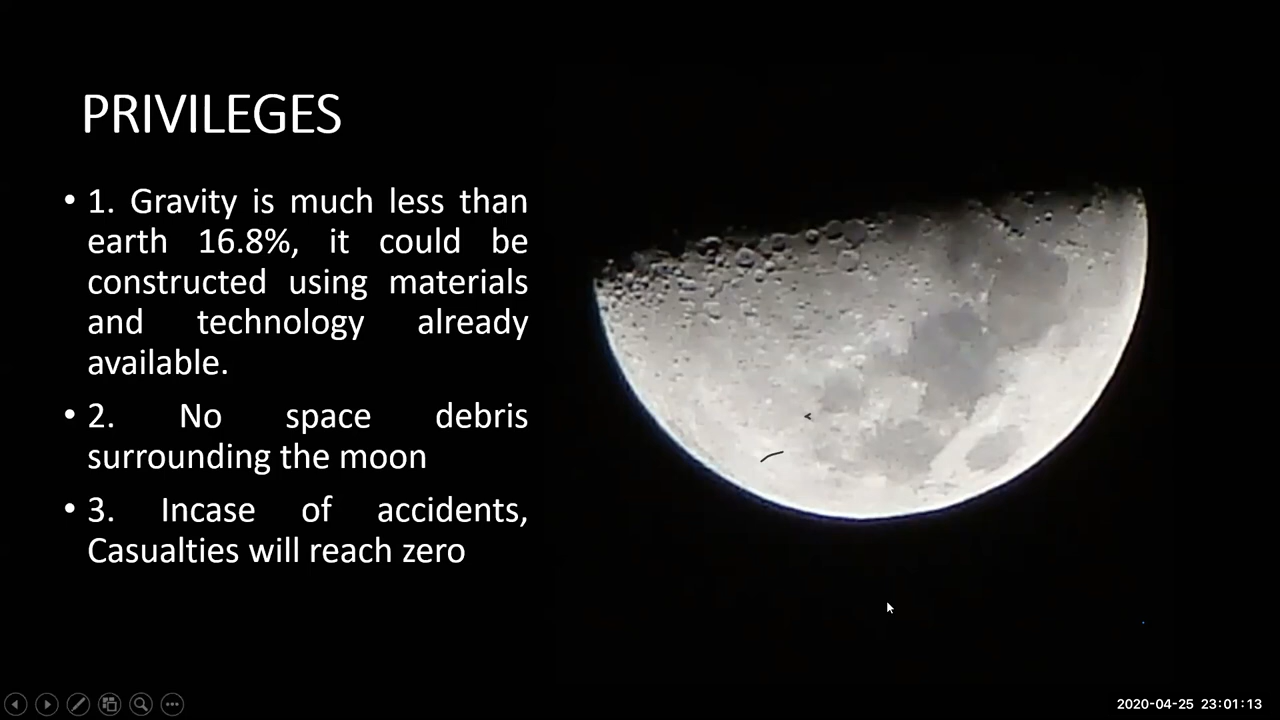 PRIVILEGES
• 1. Gravity is much less than
earth 16.8%, it could be
constructed using materials
and technology already
available.
• 2. No space debris
surrounding the moon
• 3. Incase of accidents,
Casualties will reach zero
2020-04-25 23:01:13